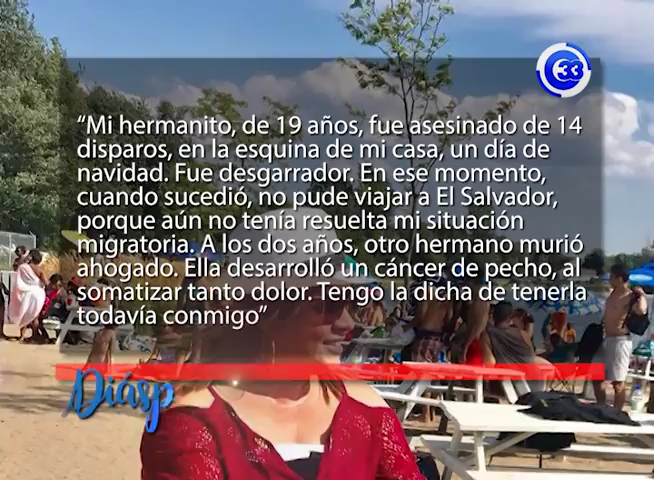 33
“Mi hermanito, de 19 años, fue asesinado de 14
disparos, en la esquina de mi casa, un día de
navidad. Fue desgarrador. En ese momento,
cuando sucedió, no pude viajar a El Salvador,
porque aún no tenía resuelta mi situación
migratoria. A los dos años, otro hermano murió
ahogado. Ella desarrolló un cáncer de pecho, al
somatizar tanto dolor. Tengo la dicha de tenerla
todavía conmigo”
Diásp